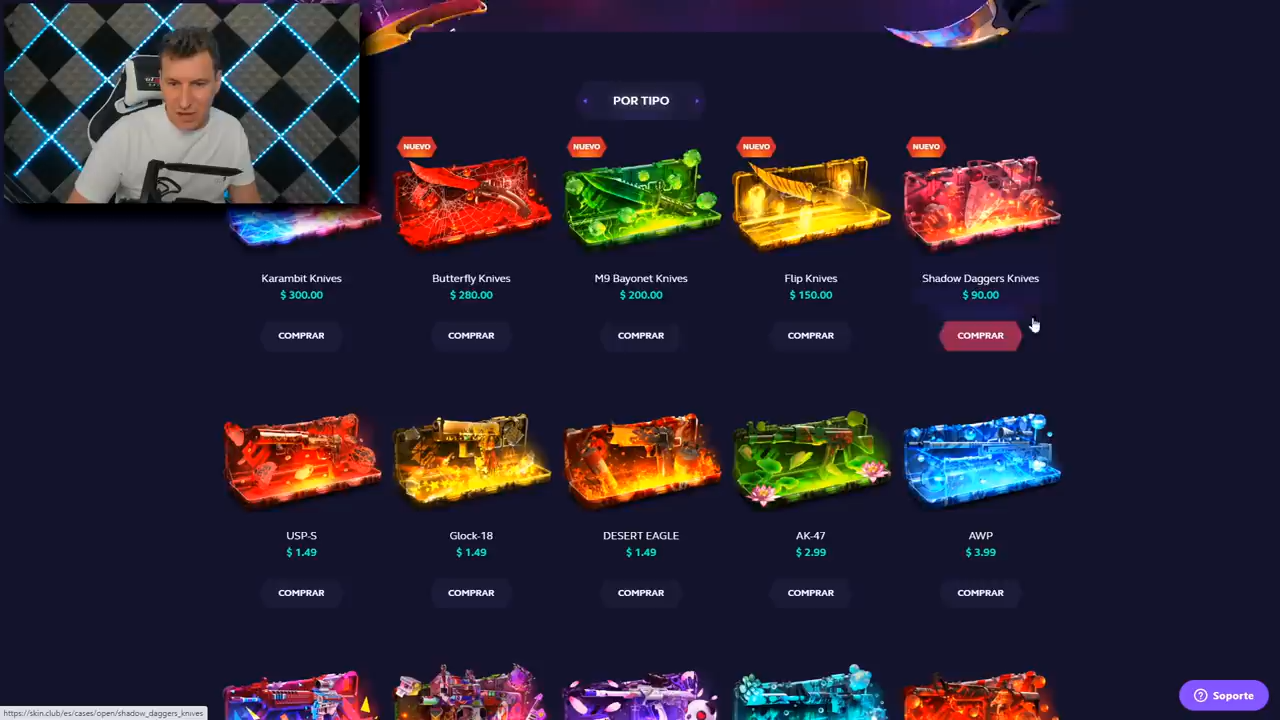 POR TIPO
NUEVO
NUEVO
NUEVO
NUEVO
Karambit Knives
$ 300.00
COMPRAR
Butterfly Knives
$ 280.00
COMPRAR
M9 Bayonet Knives
$ 200.00
COMPRAR
Flip Knives
$ 150.00
COMPRAR
Shadow Daggers Knives
$ 90.00
COMPRAR
USP-S
$ 1.49
COMPRAR
Glock-18
$ 1.49
COMPRAR
DESERT EAGLE
$ 1.49
COMPRAR
AK-47
$ 2.99
COMPRAR
AWP
$ 3.99
COMPRAR
Soporte
https://skin.club/es/cases/open/shadow_daggers_knives